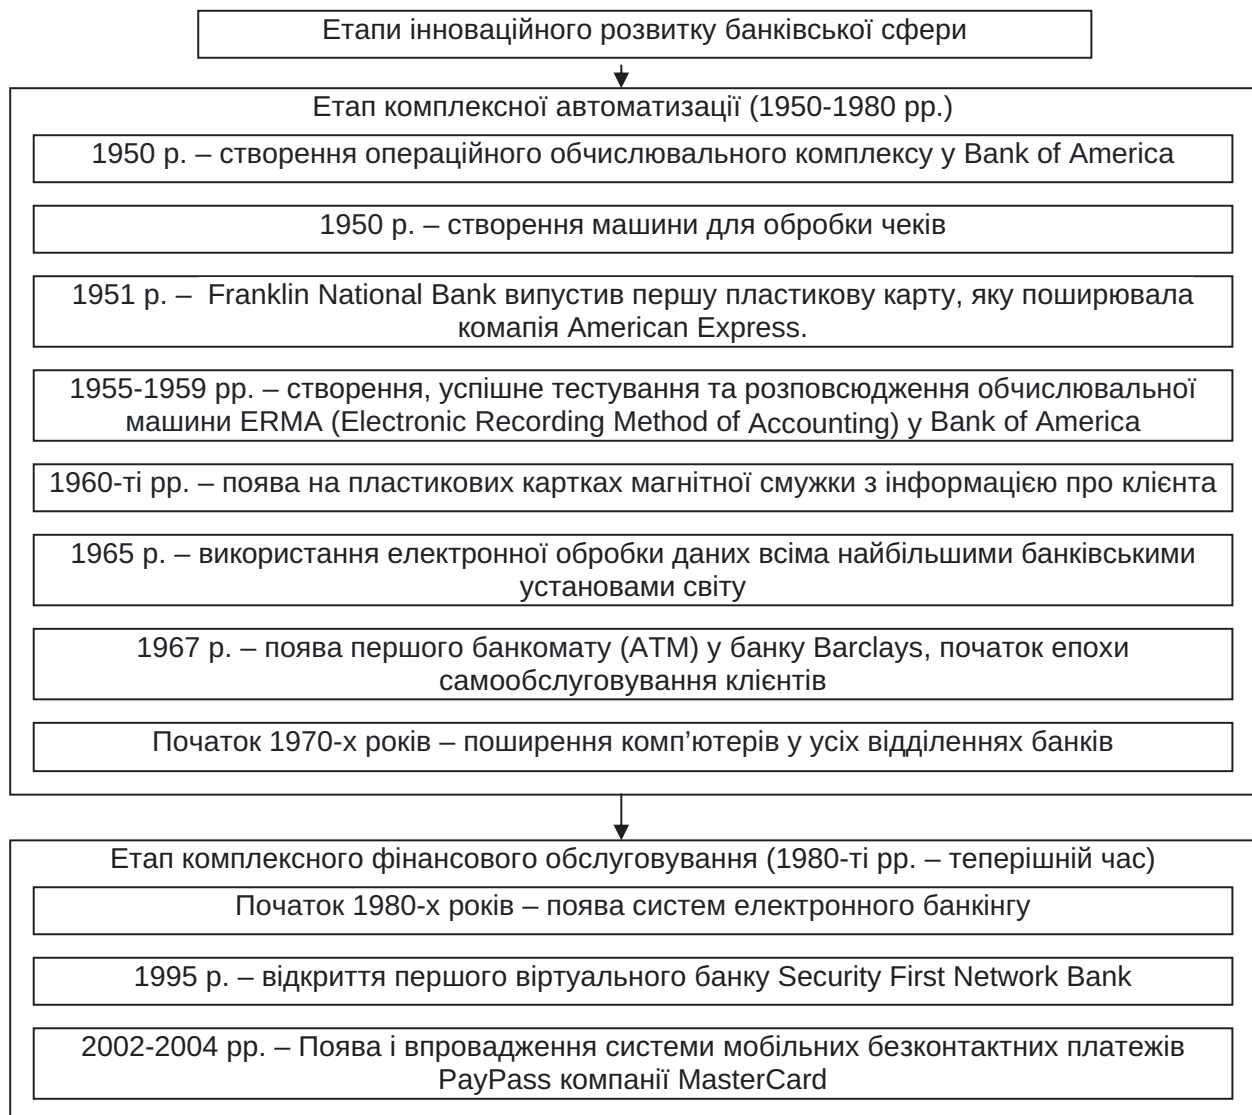 Етапи інноваційного розвитку банківської сфери
Етап комплексної автоматизації (1950-1980 рр.)
1950 р. – створення операційного обчислювального комплексу у Bank of America
1950 р. – створення машини для обробки чеків
1951 р. – Franklin National Bank випустив першу пластикову карту, яку поширювала
комапія American Express.
1955-1959 рр. – створення, успішне тестування та розповсюдження обчислювальної
машини ERMA (Electronic Recording Method of Accounting) у Bank of America
1960-ті рр. – поява на пластикових картках магнітної смужки з інформацією про клієнта
1965 р. – використання електронної обробки даних всіма найбільшими банківськими
установами світу
1967 р. – поява першого банкомату (ATM) у банку Barclays, початок епохи
самообслуговування клієнтів
Початок 1970-х років – поширення комп’ютерів у усіх відділеннях банків
Етап комплексного фінансового обслуговування (1980-ті рр. – теперішній час)
Початок 1980-х років – поява систем електронного банкінгу
1995 р. – відкриття першого віртуального банку Security First Network Bank
2002-2004 рр. – Поява і впровадження системи мобільних безконтактних платежів
PayPass компанії MasterCard